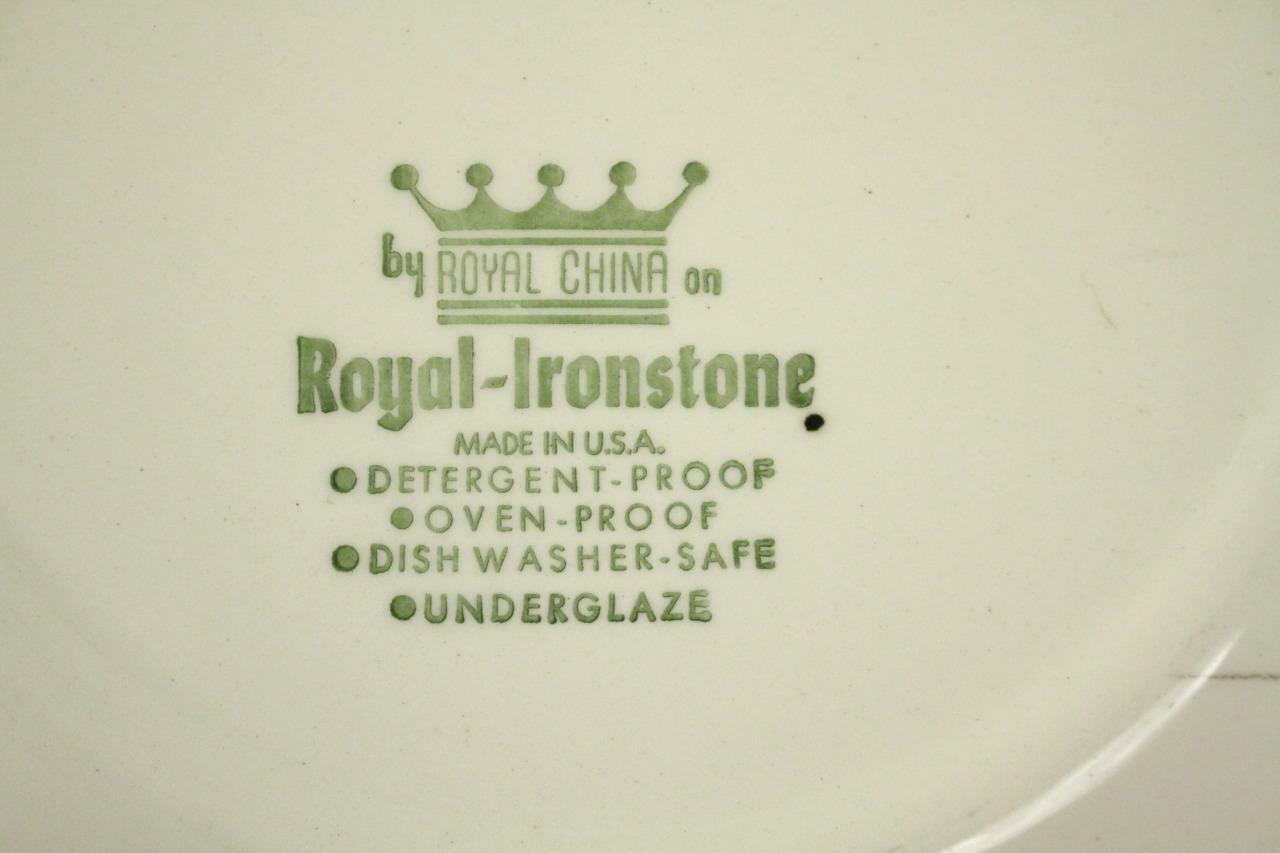 by ROYAL CHINA on
Royal-Ironstone
MADE IN U.S.A.
●DETERGENT-PROOF
●OVEN-PROOF
●DISH WASHER-SAFE
●UNDERGLAZE